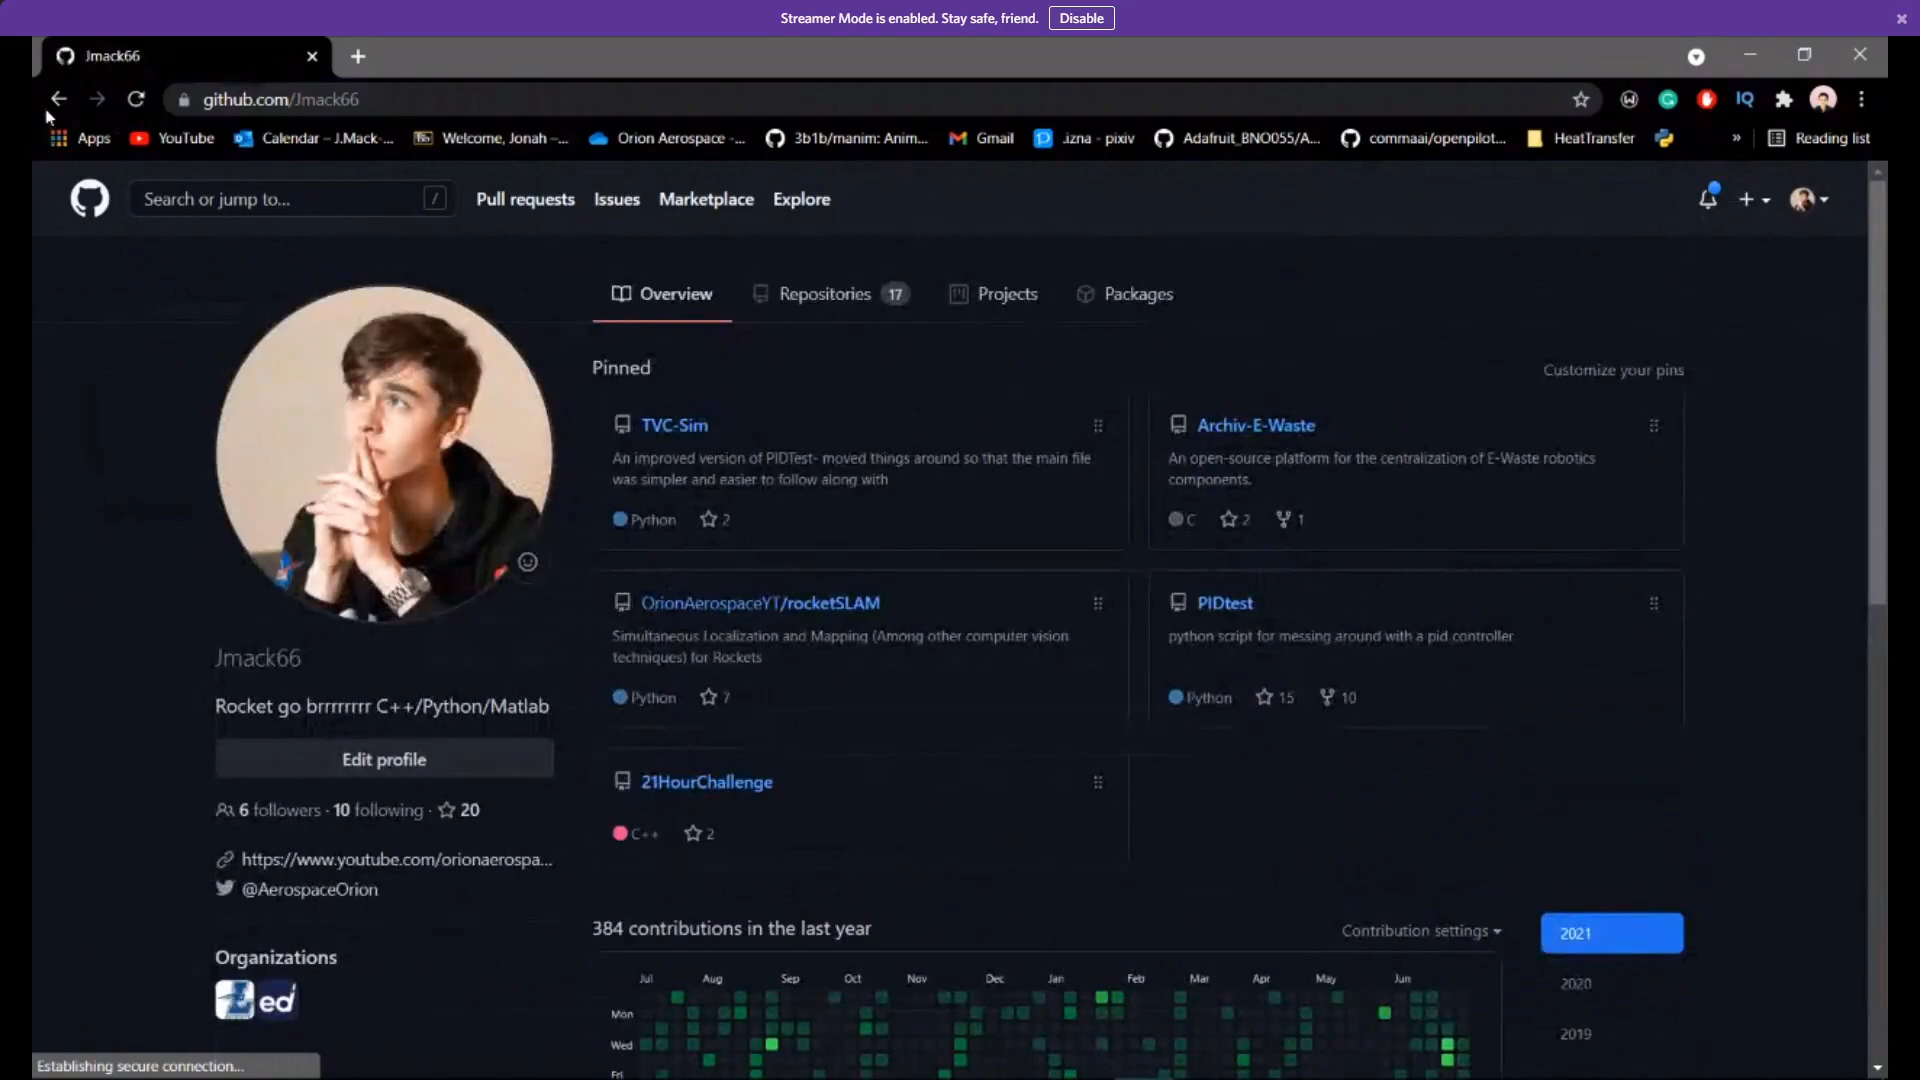 Streamer Mode is enabled. Stay safe, friend. Disable
Jmack66
github.com/Jmack66
Apps YouTube Calendar – J.Mack-... Welcome, Jonah –... Orion Aerospace -... 3b1b/manim: Anim... Gmail .izna - pixiv Adafruit_BNO055/A... commaai/openpilot... HeatTransfer » Reading list
Search or jump to... / Pull requests Issues Marketplace Explore
Overview Repositories 17 Projects Packages
Pinned Customize your pins
TVC-Sim
An improved version of PIDTest- moved things around so that the main file
was simpler and easier to follow along with
Python 2
Archiv-E-Waste
An open-source platform for the centralization of E-Waste robotics
components.
C 2 1
OrionAerospaceYT/rocketSLAM
Simultaneous Localization and Mapping (Among other computer vision
techniques) for Rockets
Python 7
PIDtest
python script for messing around with a pid controller
Python 15 10
21HourChallenge
C++ 2
Jmack66
Rocket go brrrrrrrr C++/Python/Matlab
Edit profile
6 followers · 10 following · 20
https://www.youtube.com/orionaerospa...
@AerospaceOrion
Organizations
ed
384 contributions in the last year Contribution settings
2021
2020
2019
Jul Aug Sep Oct Nov Dec Jan Feb Mar Apr May Jun
Mon
Wed
Fri
Establishing secure connection...